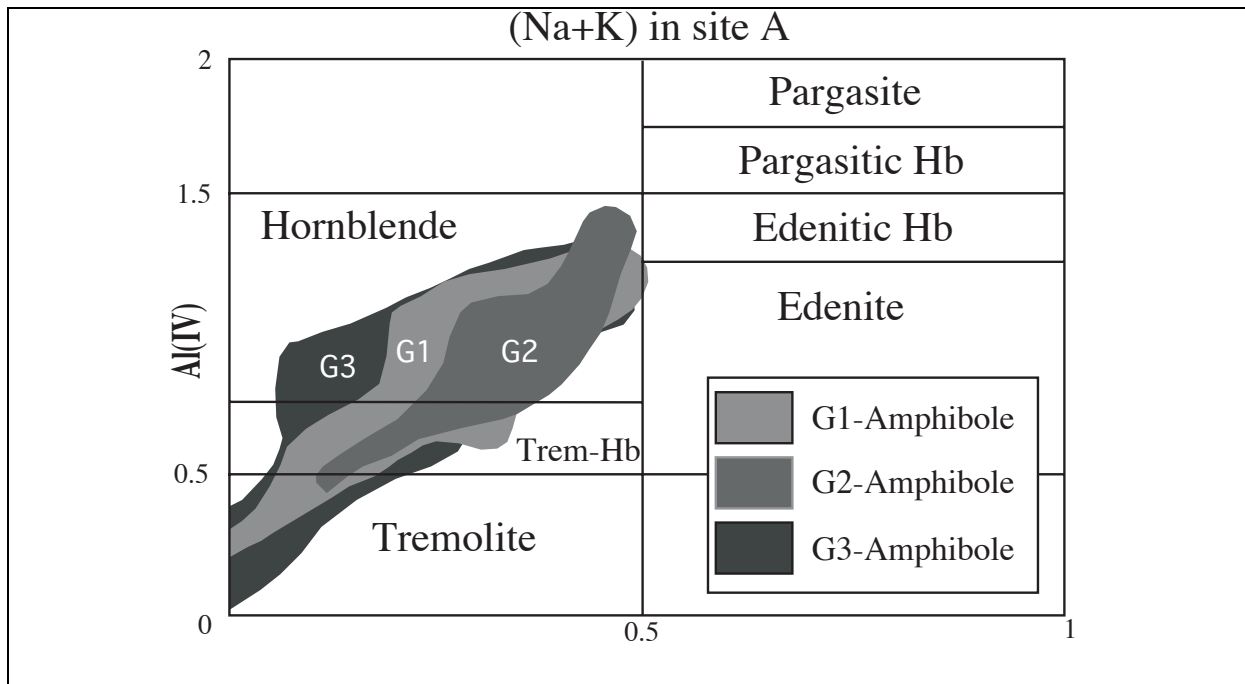 (Na+K) in site A
2
Pargasite
Pargasitic Hb
1.5
Hornblende
Edenitic Hb
Edenite
Al(IV)
G3
G1
G2
G1-Amphibole
Trem-Hb
0.5
G2-Amphibole
Tremolite
G3-Amphibole
0
0.5
1